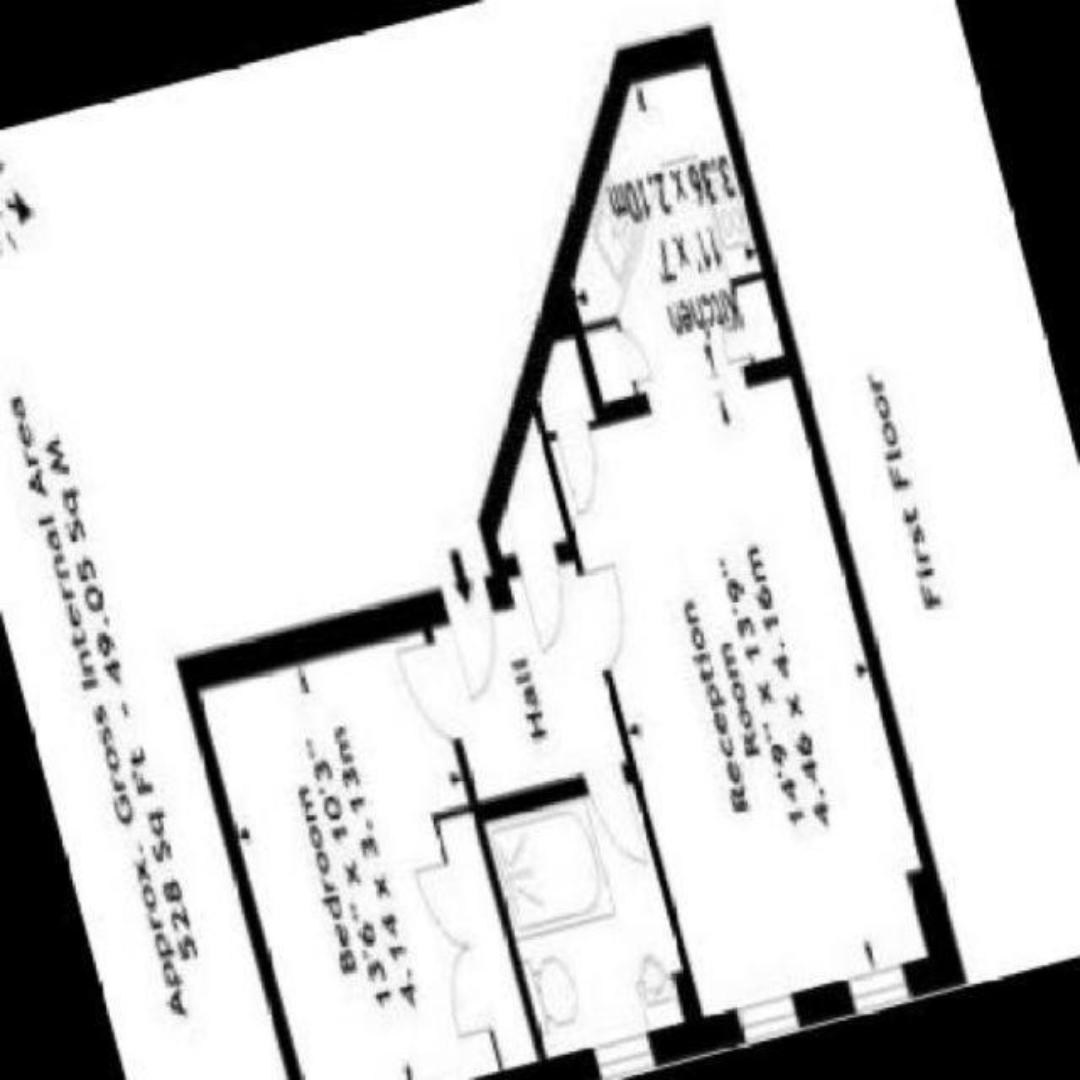 Approx. Gross Internal Area
528 Sq Ft - 49.05 Sq M
Kitchen
11' x 7
3.36 x 2.10m
Hall
Reception
Room
14'9" x 13'9"
4.46 x 4.16m
Bedroom
13'6" x 10'3"
4.14 x 3.13m
First Floor